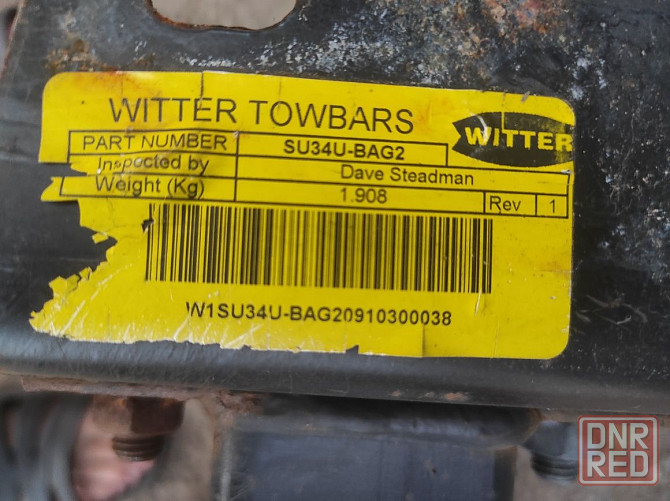 WITTER TOWBARS
WITTER
PART NUMBER SU34U-BAG2
Inspected by Dave Steadman
Weight (Kg) 1.908 Rev 1
W1SU34U-BAG20910300038
DNR
RED